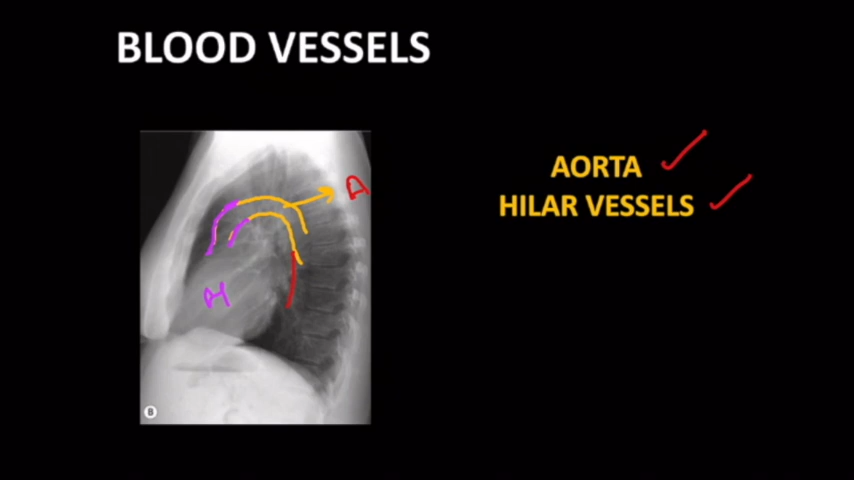 BLOOD VESSELS
AORTA
HILAR VESSELS
A
H
B